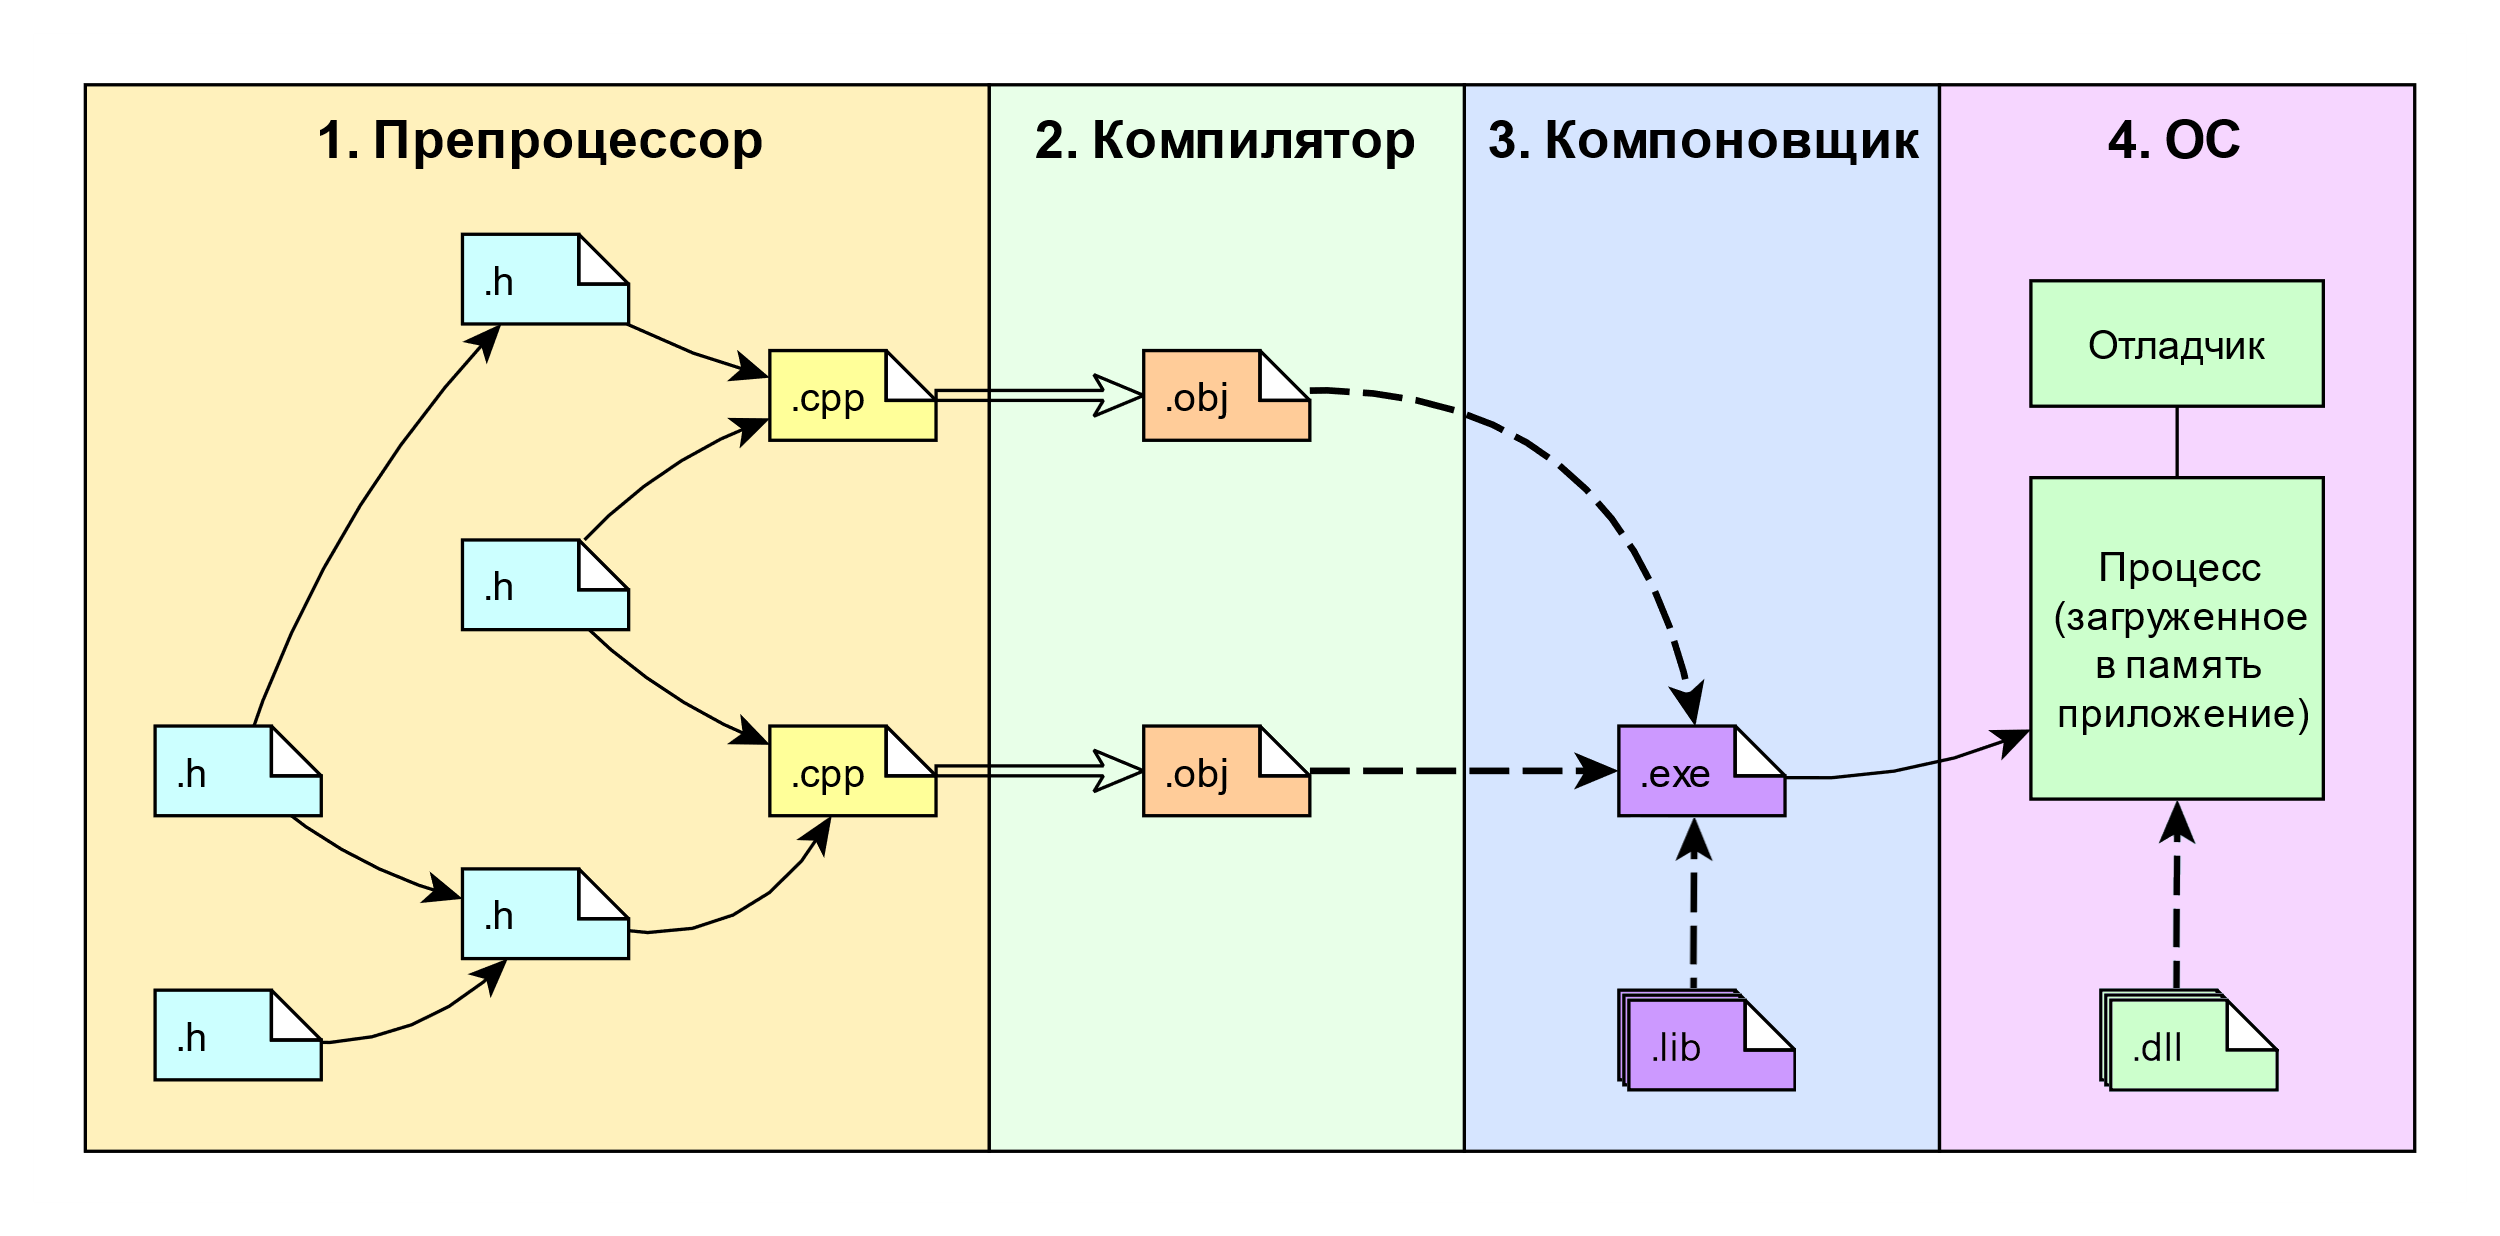 1. Препроцессор
2. Компилятор
3. Компоновщик
4. ОС
.h
.cpp
.h
.h
.cpp
.h
.h
.obj
.obj
.exe
.lib
Отладчик
Процесс
(загруженное
в память
приложение)
.dll